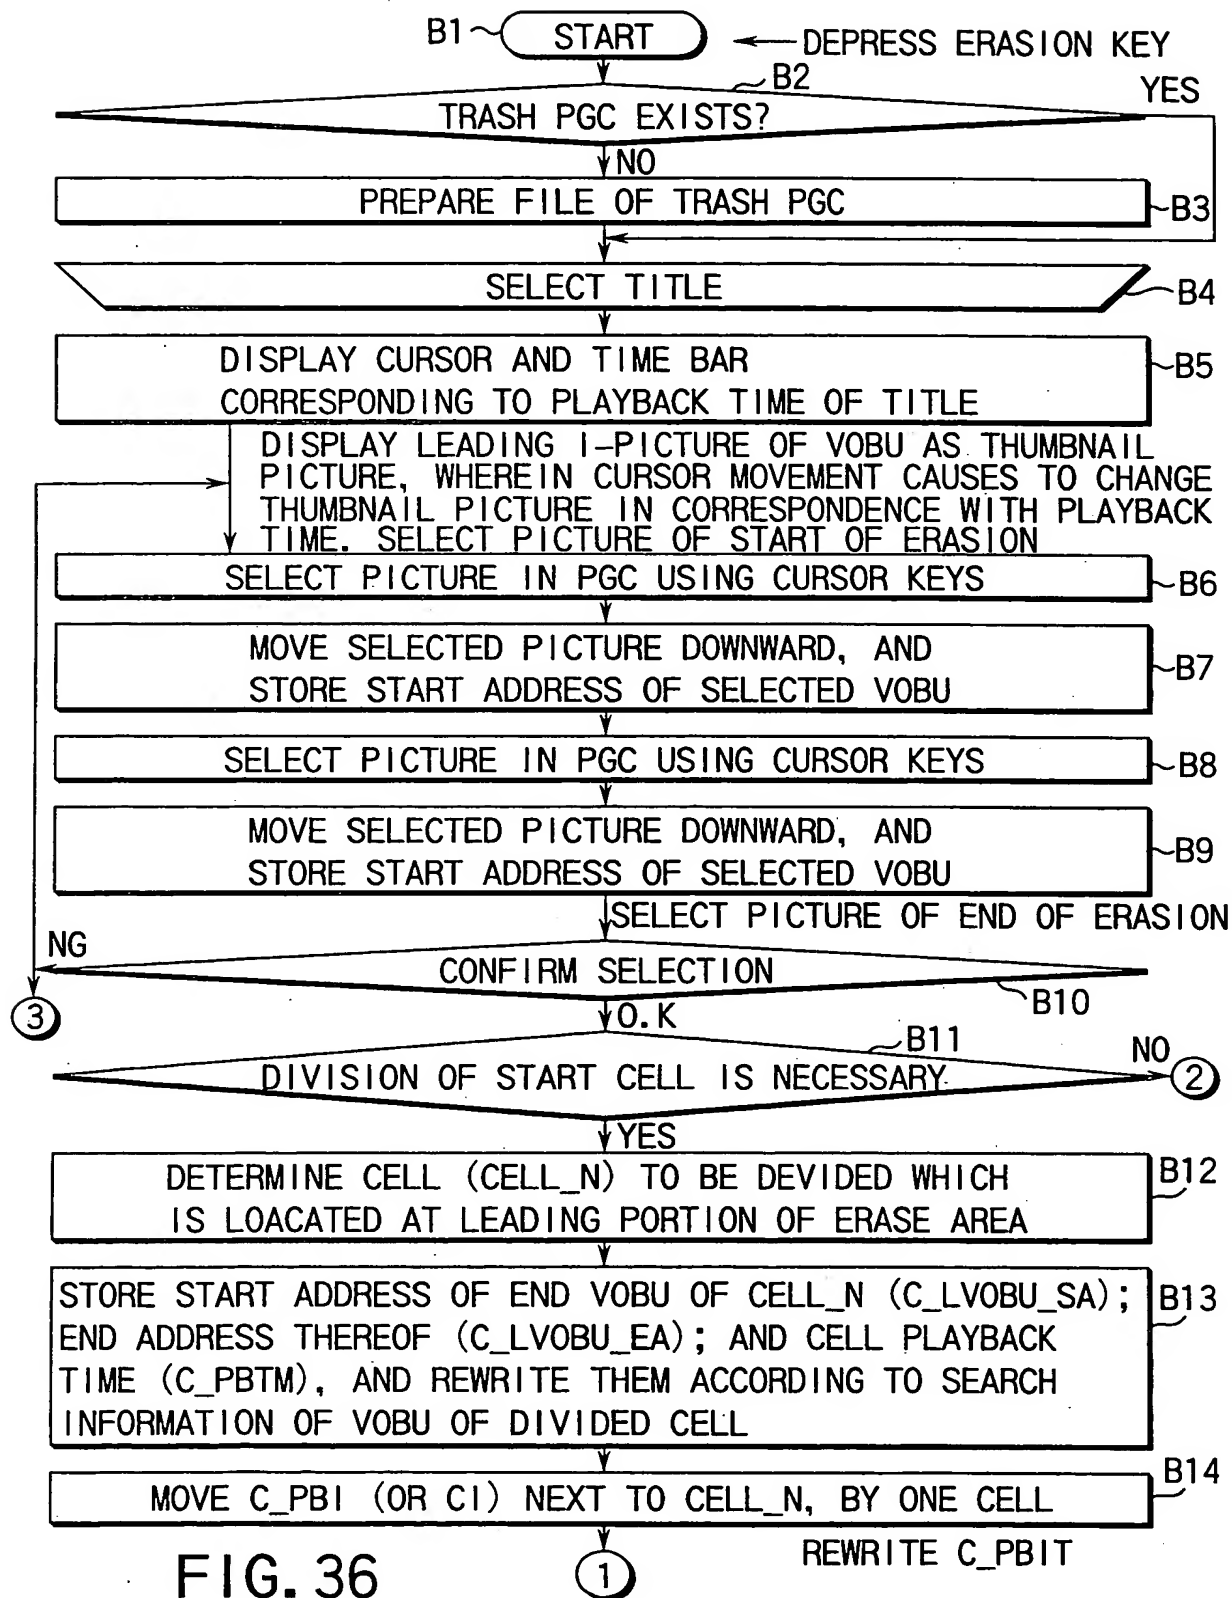 B1
START
DEPRESS ERASION KEY
B2
YES
TRASH PGC EXISTS?
NO
PREPARE FILE OF TRASH PGC
B3
SELECT TITLE
B4
DISPLAY CURSOR AND TIME BAR
CORRESPONDING TO PLAYBACK TIME OF TITLE
B5
DISPLAY LEADING I-PICTURE OF VOBU AS THUMBNAIL
PICTURE, WHEREIN CURSOR MOVEMENT CAUSES TO CHANGE
THUMBNAIL PICTURE IN CORRESPONDENCE WITH PLAYBACK
TIME. SELECT PICTURE OF START OF ERASION
SELECT PICTURE IN PGC USING CURSOR KEYS
B6
MOVE SELECTED PICTURE DOWNWARD, AND
STORE START ADDRESS OF SELECTED VOBU
B7
SELECT PICTURE IN PGC USING CURSOR KEYS
B8
MOVE SELECTED PICTURE DOWNWARD, AND
STORE START ADDRESS OF SELECTED VOBU
B9
SELECT PICTURE OF END OF ERASION
NG
CONFIRM SELECTION
B10
3
O.K
B11
NO
DIVISION OF START CELL IS NECESSARY
2
YES
DETERMINE CELL (CELL_N) TO BE DEVIDED WHICH
IS LOACATED AT LEADING PORTION OF ERASE AREA
B12
STORE START ADDRESS OF END VOBU OF CELL_N (C_LVOBU_SA);
END ADDRESS THEREOF (C_LVOBU_EA); AND CELL PLAYBACK
TIME (C_PBTM), AND REWRITE THEM ACCORDING TO SEARCH
INFORMATION OF VOBU OF DIVIDED CELL
B13
MOVE C_PBI (OR CI) NEXT TO CELL_N, BY ONE CELL
B14
REWRITE C_PBIT
1
FIG. 36